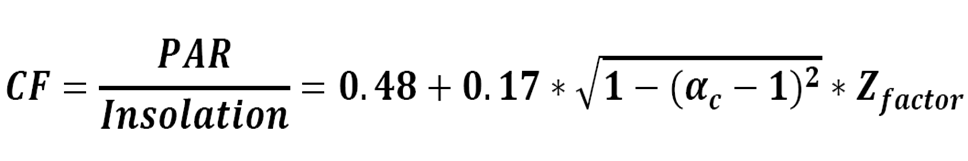 CF = PAR / Insolation = 0.48 + 0.17 * √(1 − (α_c − 1)²) * Z_factor